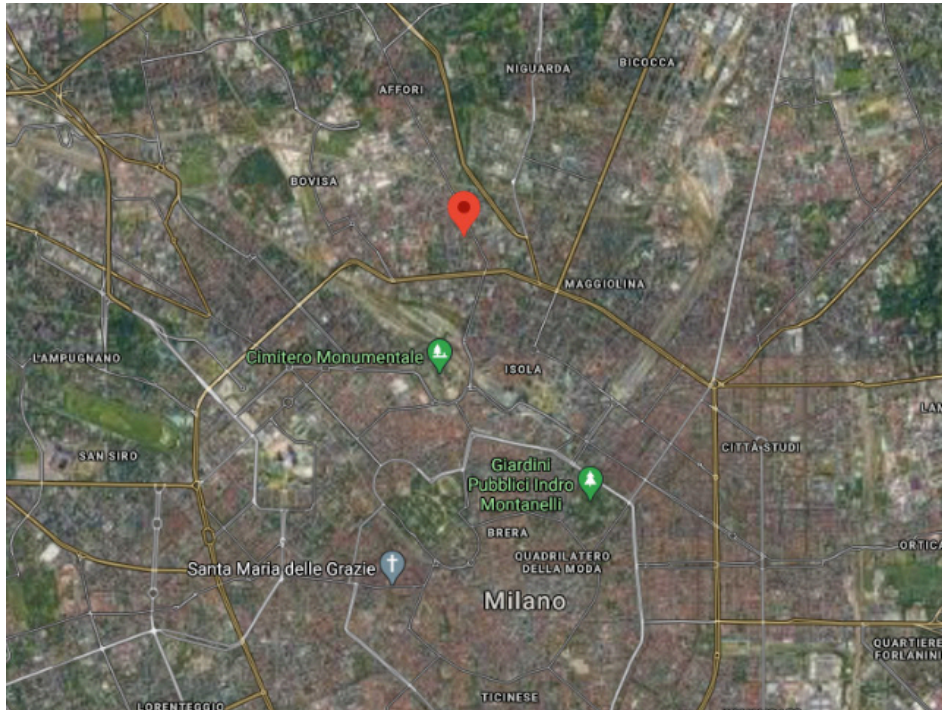 NIGUARDA
BICOCCA
AFFORI
BOVISA
MAGGIOLINA
LAMPUGNANO
Cimitero Monumentale
ISOLA
SAN SIRO
CITTÀ STUDI
Giardini
Pubblici Indro
Montanelli
BRERA
ORTICA
QUADRILATERO
DELLA MODA
Santa Maria delle Grazie
Milano
QUARTIERE
FORLANINI
TICINESE
LORENTEGGIO